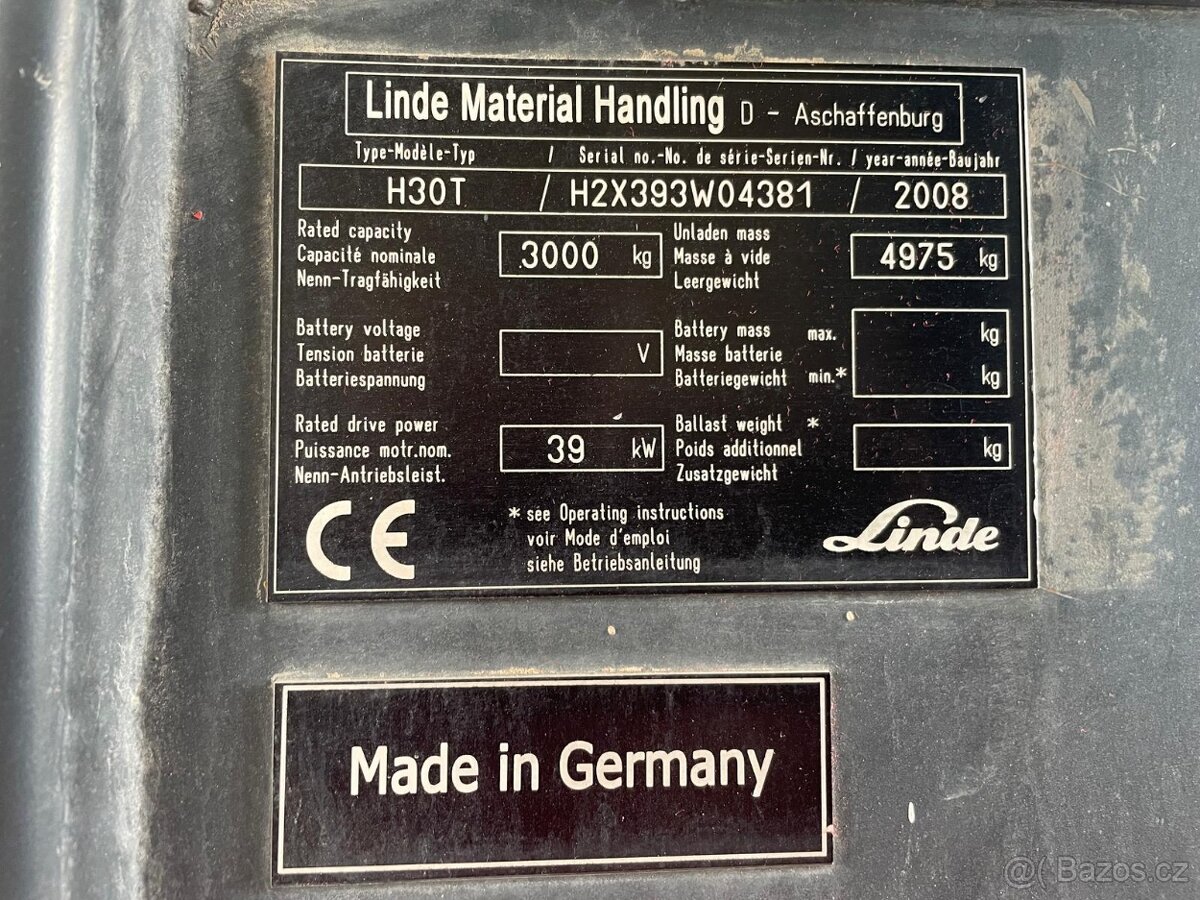 Linde Material Handling D - Aschaffenburg
Type-Modèle-Typ / Serial no.-No. de série-Serien-Nr. / year-année-Baujahr
H30T / H2X393W04381 / 2008
Rated capacity
Capacité nominale
Nenn-Tragfähigkeit
3000 kg
Unladen mass
Masse à vide
Leergewicht
4975 kg
Battery voltage
Tension batterie
Batteriespannung
V
Battery mass max. kg
Masse batterie
Batteriegewicht min.* kg
Rated drive power
Puissance motr.nom.
Nenn-Antriebsleist.
39 kW
Ballast weight *
Poids additionnel
Zusatzgewicht
kg
CE
* see Operating instructions
voir Mode d'emploi
siehe Betriebsanleitung
Linde
Made in Germany
@( Bazos.cz